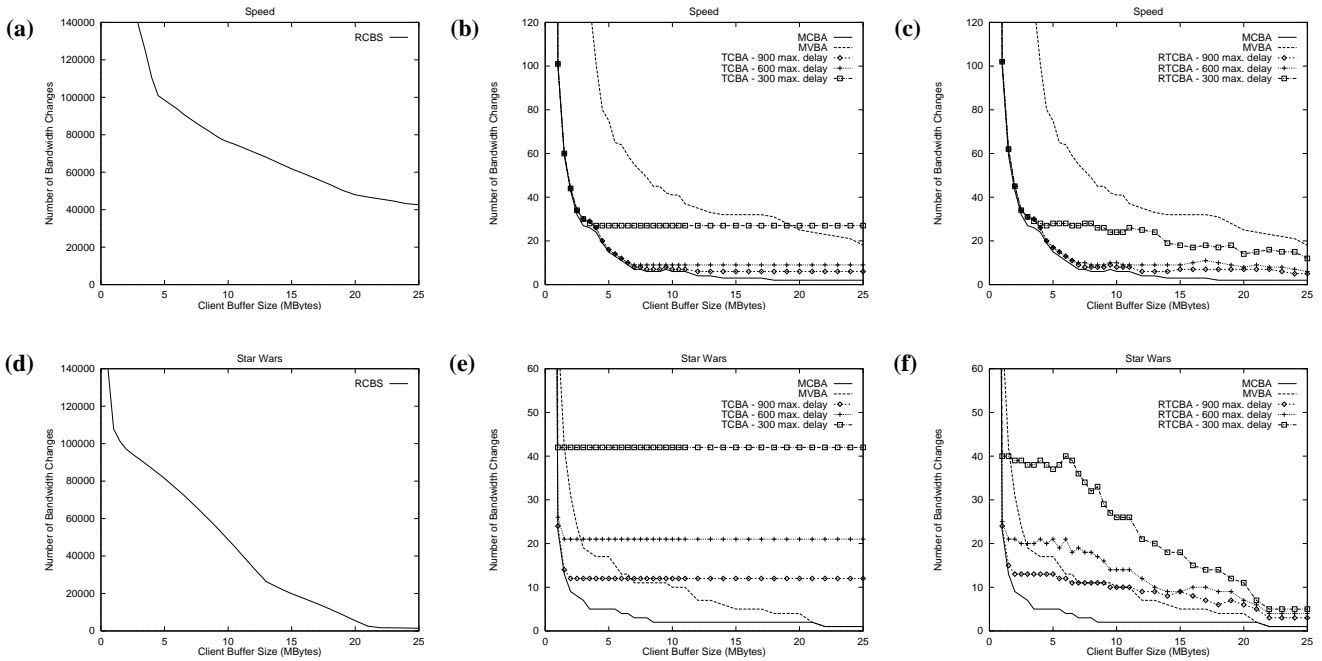 (a)
Speed
RCBS
140000
120000
100000
80000
60000
40000
20000
0
Number of Bandwidth Changes
0 5 10 15 20 25
Client Buffer Size (MBytes)
(b)
Speed
MCBA
MVBA
TCBA - 900 max. delay
TCBA - 600 max. delay
TCBA - 300 max. delay
120
100
80
60
40
20
0
Number of Bandwidth Changes
0 5 10 15 20 25
Client Buffer Size (MBytes)
(c)
Speed
MCBA
MVBA
RTCBA - 900 max. delay
RTCBA - 600 max. delay
RTCBA - 300 max. delay
120
100
80
60
40
20
0
Number of Bandwidth Changes
0 5 10 15 20 25
Client Buffer Size (MBytes)
(d)
Star Wars
RCBS
140000
120000
100000
80000
60000
40000
20000
0
Number of Bandwidth Changes
0 5 10 15 20 25
Client Buffer Size (MBytes)
(e)
Star Wars
MCBA
MVBA
TCBA - 900 max. delay
TCBA - 600 max. delay
TCBA - 300 max. delay
60
50
40
30
20
10
0
Number of Bandwidth Changes
0 5 10 15 20 25
Client Buffer Size (MBytes)
(f)
Star Wars
MCBA
MVBA
RTCBA - 900 max. delay
RTCBA - 600 max. delay
RTCBA - 300 max. delay
60
50
40
30
20
10
0
Number of Bandwidth Changes
0 5 10 15 20 25
Client Buffer Size (MBytes)